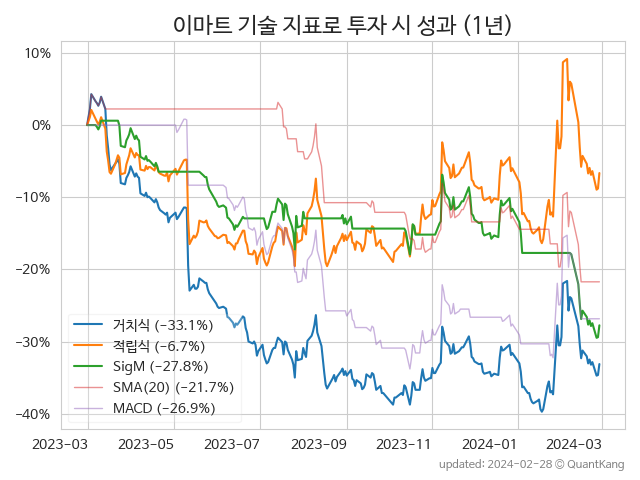 이마트 기술 지표로 투자 시 성과 (1년)
10%
0%
−10%
−20%
−30%
−40%
거치식 (−33.1%)
적립식 (−6.7%)
SigM (−27.8%)
SMA(20) (−21.7%)
MACD (−26.9%)
2023-03
2023-05
2023-07
2023-09
2023-11
2024-01
2024-03
updated: 2024-02-28 ⓒ QuantKang